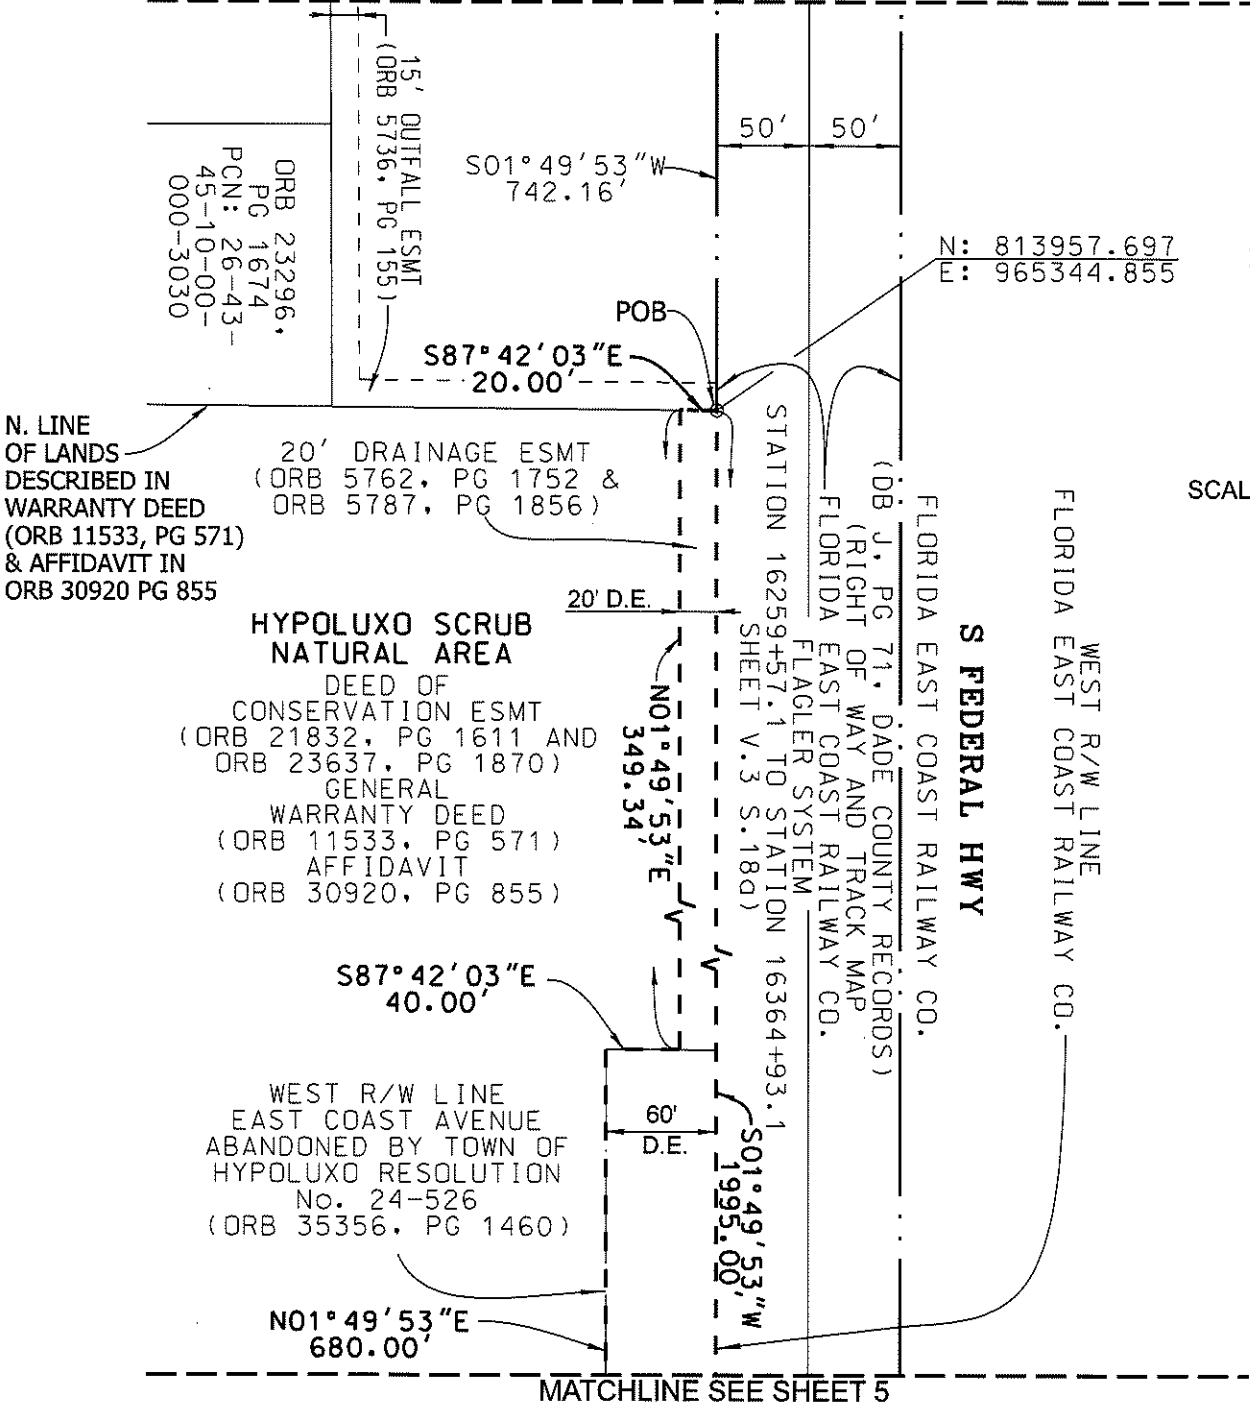 15' OUTFALL ESMT
(ORB 5736, PG 155)
ORB 23296,
PG 1674
PCN: 26-43-
45-10-00-
000-3030
S01°49'53"W
742.16'
50'
50'
N: 813957.697
E: 965344.855
POB
S87°42'03"E
20.00'
N. LINE
OF LANDS
DESCRIBED IN
WARRANTY DEED
(ORB 11533, PG 571)
& AFFIDAVIT IN
ORB 30920 PG 855
20' DRAINAGE ESMT
(ORB 5762, PG 1752 &
ORB 5787, PG 1856)
SCAL
20' D.E.
HYPOLUXO SCRUB
NATURAL AREA
DEED OF
CONSERVATION ESMT
(ORB 21832, PG 1611 AND
ORB 23637, PG 1870)
GENERAL
WARRANTY DEED
(ORB 11533, PG 571)
AFFIDAVIT
(ORB 30920, PG 855)
N01°49'53"E
349.34'
FLORIDA EAST COAST RAILWAY CO.
(DB J, PG 71, DADE COUNTY RECORDS)
(RIGHT OF WAY AND TRACK MAP
FLORIDA EAST COAST RAILWAY CO.
FLAGLER SYSTEM
STATION 16259+57.1 TO STATION 16364+93.1
SHEET V.3 S.18a)
S FEDERAL HWY
WEST R/W LINE
FLORIDA EAST COAST RAILWAY CO.
S87°42'03"E
40.00'
WEST R/W LINE
EAST COAST AVENUE
ABANDONED BY TOWN OF
HYPOLUXO RESOLUTION
No. 24-526
(ORB 35356, PG 1460)
60'
D.E.
S01°49'53"W
1995.00'
N01°49'53"E
680.00'
MATCHLINE SEE SHEET 5